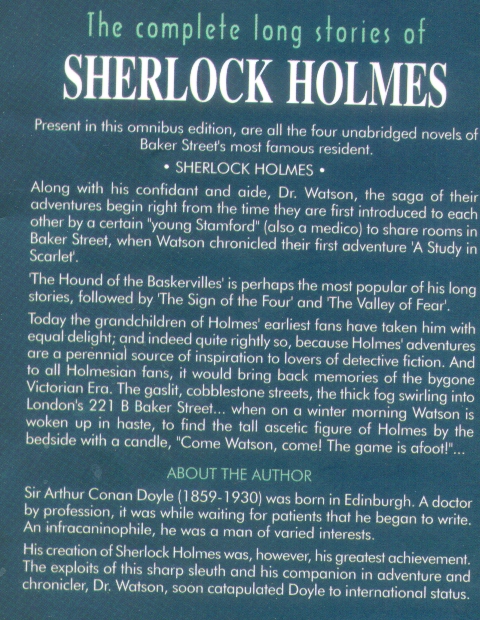 The complete long stories of
SHERLOCK HOLMES
Present in this omnibus edition, are all the four unabridged novels of
Baker Street's most famous resident.
• SHERLOCK HOLMES •
Along with his confidant and aide, Dr. Watson, the saga of their
adventures begin right from the time they are first introduced to each
other by a certain "young Stamford" (also a medico) to share rooms in
Baker Street, when Watson chronicled their first adventure 'A Study in
Scarlet'.
'The Hound of the Baskervilles' is perhaps the most popular of his long
stories, followed by 'The Sign of the Four' and 'The Valley of Fear'.
Today the grandchildren of Holmes' earliest fans have taken him with
equal delight; and indeed quite rightly so, because Holmes' adventures
are a perennial source of inspiration to lovers of detective fiction. And
to all Holmesian fans, it would bring back memories of the bygone
Victorian Era. The gaslit, cobblestone streets, the thick fog swirling into
London's 221 B Baker Street... when on a winter morning Watson is
woken up in haste, to find the tall ascetic figure of Holmes by the
bedside with a candle, "Come Watson, come! The game is afoot!"...
ABOUT THE AUTHOR
Sir Arthur Conan Doyle (1859-1930) was born in Edinburgh. A doctor
by profession, it was while waiting for patients that he began to write.
An infracaninophile, he was a man of varied interests.
His creation of Sherlock Holmes was, however, his greatest achievement.
The exploits of this sharp sleuth and his companion in adventure and
chronicler, Dr. Watson, soon catapulated Doyle to international status.